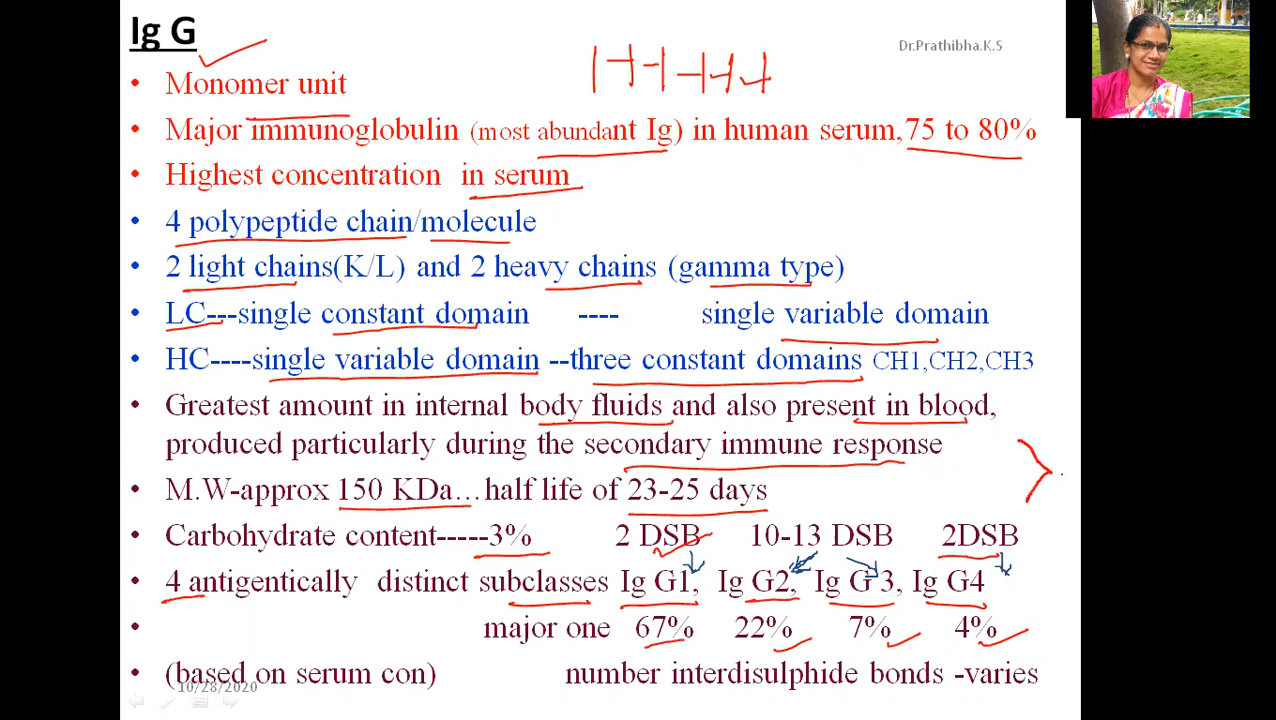 Ig G
Dr.Prathibha.K.S
• Monomer unit
• Major immunoglobulin (most abundant Ig) in human serum,75 to 80%
• Highest concentration in serum
• 4 polypeptide chain/molecule
• 2 light chains(K/L) and 2 heavy chains (gamma type)
• LC---single constant domain ---- single variable domain
• HC----single variable domain --three constant domains CH1,CH2,CH3
• Greatest amount in internal body fluids and also present in blood,
produced particularly during the secondary immune response
• M.W-approx 150 KDa...half life of 23-25 days
• Carbohydrate content-----3% 2 DSB 10-13 DSB 2DSB
• 4 antigentically distinct subclasses Ig G1, Ig G2, Ig G 3, Ig G4
• major one 67% 22% 7% 4%
• (based on serum con) number interdisulphide bonds -varies
10/28/2020